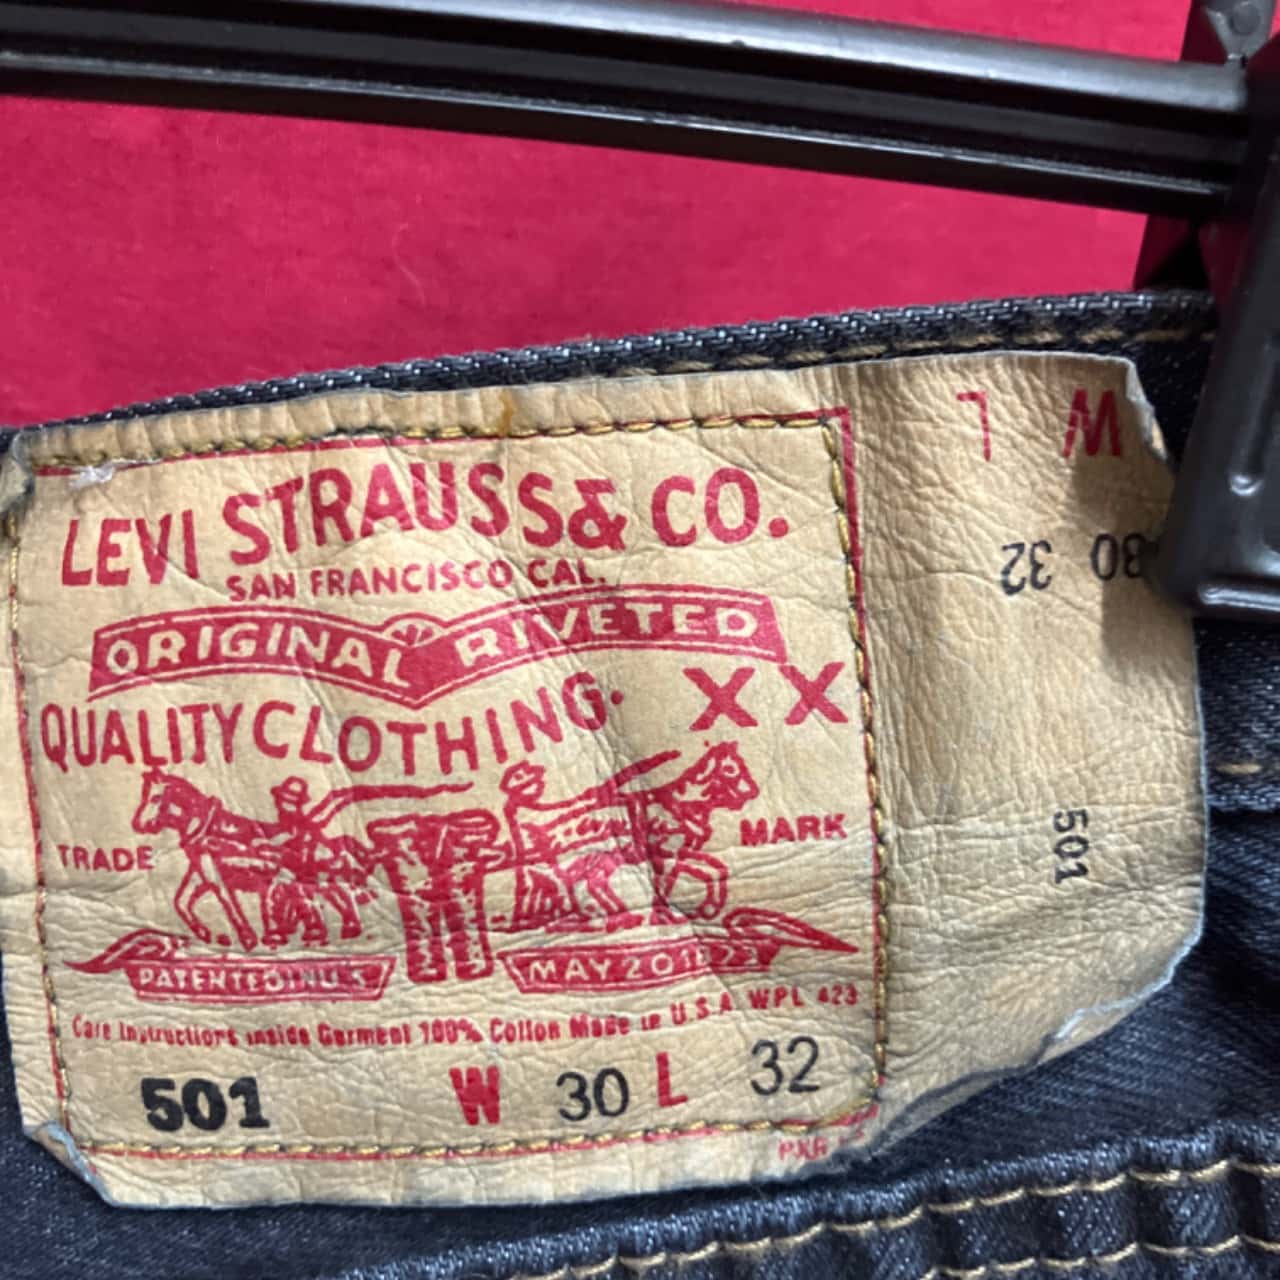 LEVI STRAUSS & CO.
SAN FRANCISCO CAL.
ORIGINAL RIVETED
QUALITY CLOTHING. XX
TRADE MARK
PATENTED IN U.S.
MAY 20 1873
Care Instructions inside Garment 100% Cotton Made in U.S.A. WPL 423
501 W 30 L 32
W L
30 32
501